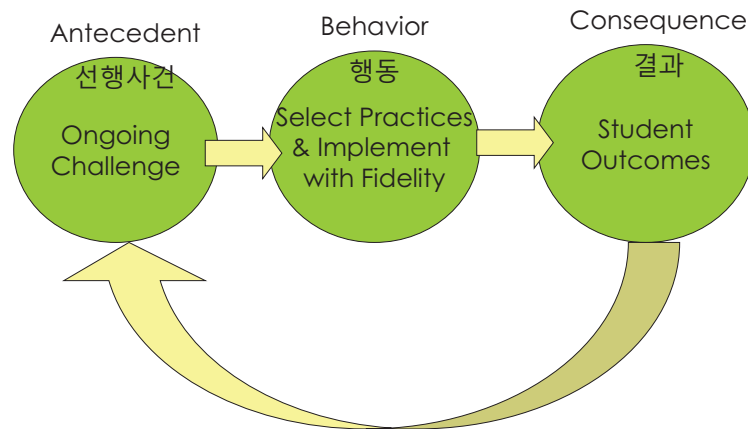 Antecedent
선행사건
Ongoing
Challenge
Behavior
행동
Select Practices
& Implement
with Fidelity
Consequence
결과
Student
Outcomes